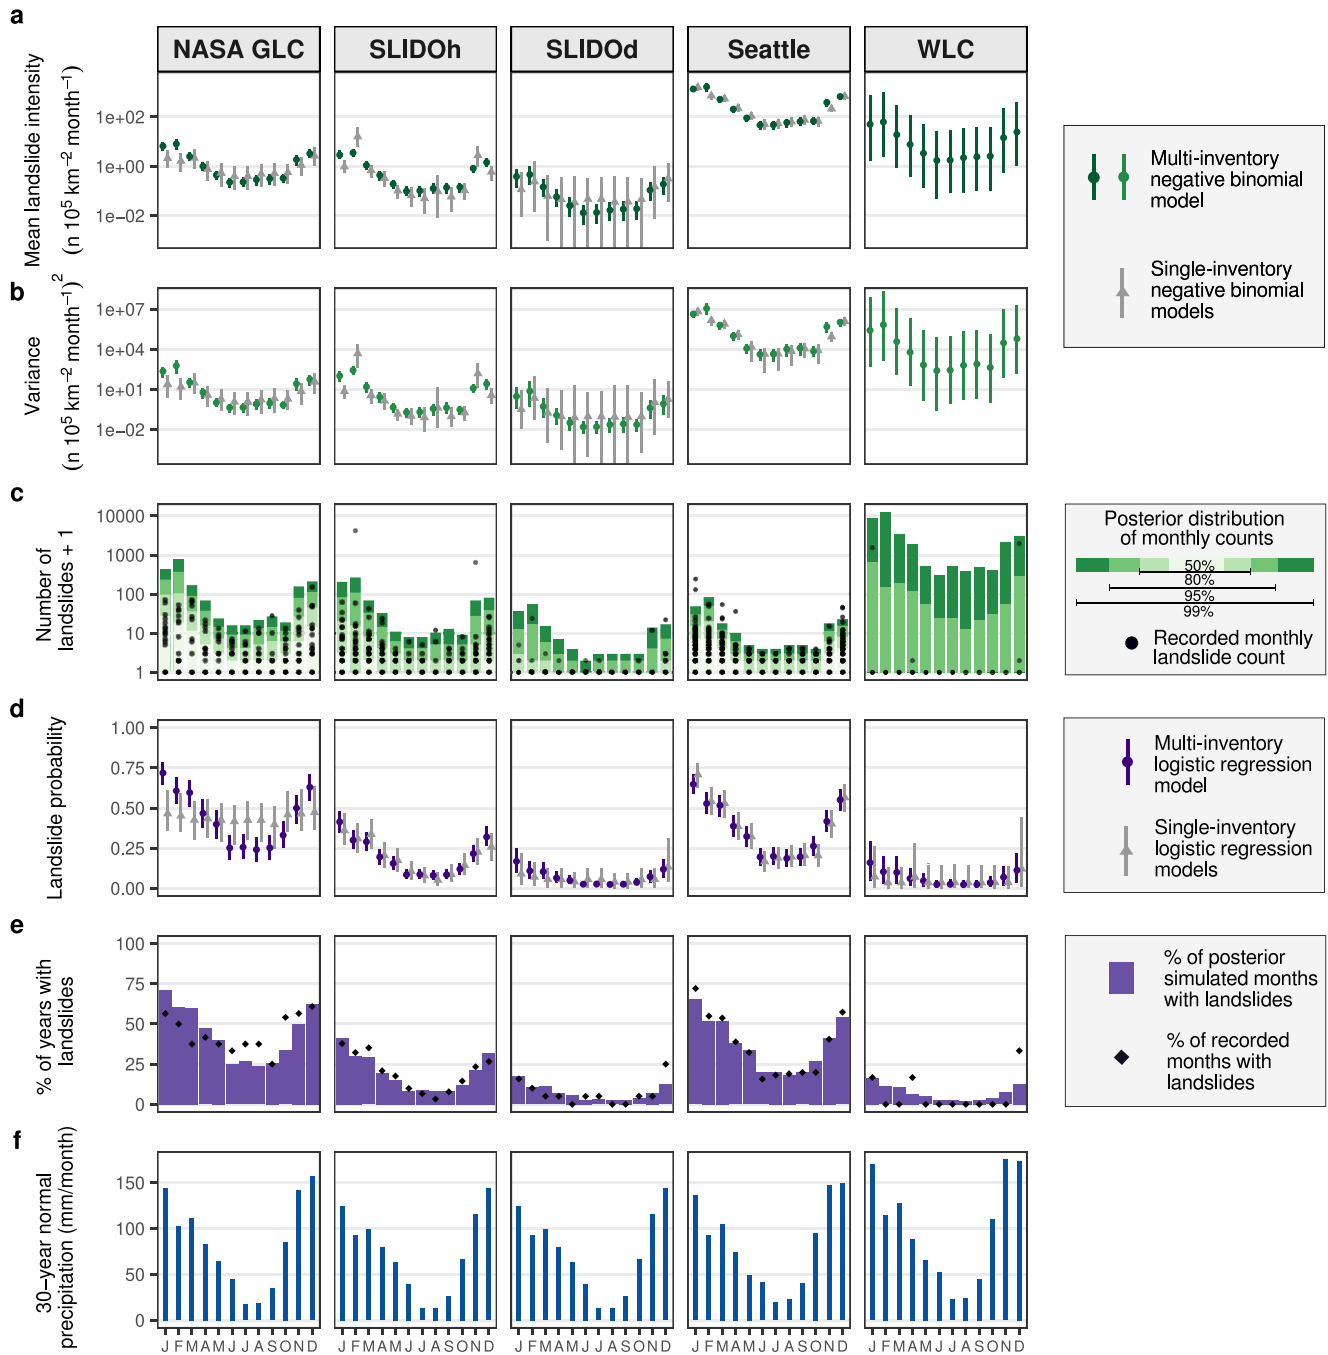 a
NASA GLC
SLIDOh
SLIDOd
Seattle
WLC
Mean landslide intensity
(n 10⁵ km⁻² month⁻¹)
1e+02
1e+00
1e−02
Multi-inventory
negative binomial
model
Single-inventory
negative binomial
models
b
Variance
(n 10⁵ km⁻² month⁻¹)²
1e+07
1e+04
1e+01
1e−02
c
Number of
landslides + 1
10000
1000
100
10
1
Posterior distribution
of monthly counts
50%
80%
95%
99%
Recorded monthly
landslide count
d
Landslide probability
1.00
0.75
0.50
0.25
0.00
Multi-inventory
logistic regression
model
Single-inventory
logistic regression
models
e
% of years with
landslides
100
75
50
25
0
% of posterior
simulated months
with landslides
% of recorded
months with
landslides
f
30−year normal
precipitation (mm/month)
150
100
50
0
J F M A M J J A S O N D
J F M A M J J A S O N D
J F M A M J J A S O N D
J F M A M J J A S O N D
J F M A M J J A S O N D